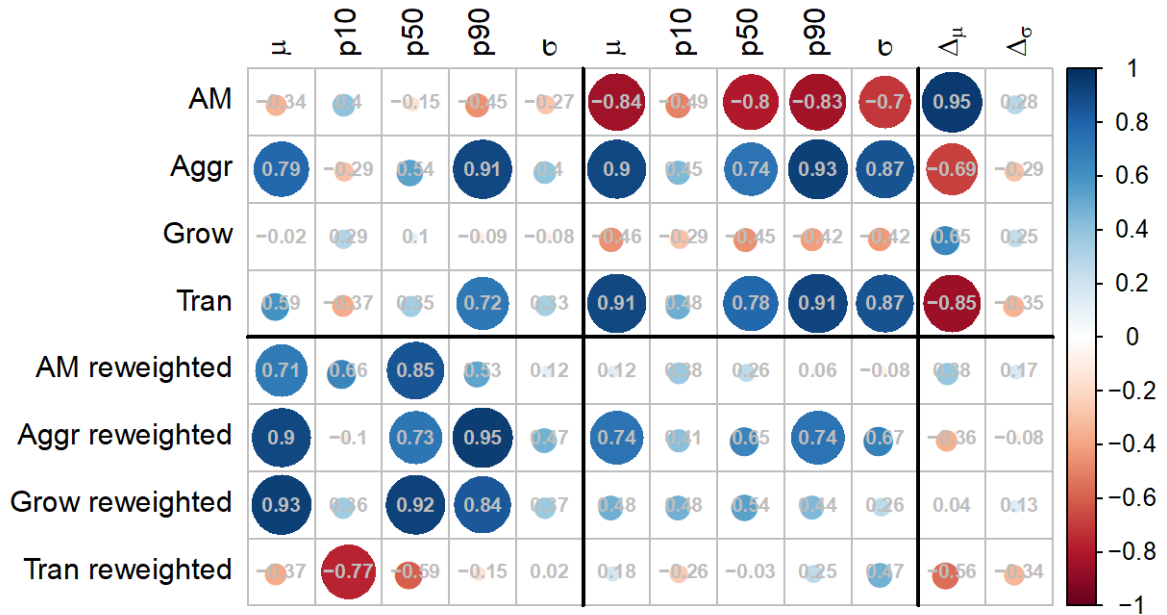 μ p10 p50 p90 σ μ p10 p50 p90 σ Δμ Δσ
AM −0.34 0.4 −0.15 −0.45 −0.27 −0.84 −0.49 −0.8 −0.83 −0.7 0.95 0.28
Aggr 0.79 −0.29 0.54 0.91 0.4 0.9 0.45 0.74 0.93 0.87 −0.69 −0.29
Grow −0.02 0.29 0.1 −0.09 −0.08 −0.46 −0.29 −0.45 −0.42 −0.42 0.65 0.25
Tran 0.59 −0.37 0.35 0.72 0.33 0.91 0.48 0.78 0.91 0.87 −0.85 −0.35
AM reweighted 0.71 0.66 0.85 0.53 0.12 0.12 0.38 0.26 0.06 −0.08 0.38 0.17
Aggr reweighted 0.9 −0.1 0.73 0.95 0.47 0.74 0.41 0.65 0.74 0.67 −0.36 −0.08
Grow reweighted 0.93 0.36 0.92 0.84 0.37 0.48 0.48 0.54 0.44 0.26 0.04 0.13
Tran reweighted −0.37 −0.77 −0.59 −0.15 0.02 0.18 −0.26 −0.03 0.25 0.47 −0.56 −0.34
1
0.8
0.6
0.4
0.2
0
−0.2
−0.4
−0.6
−0.8
−1